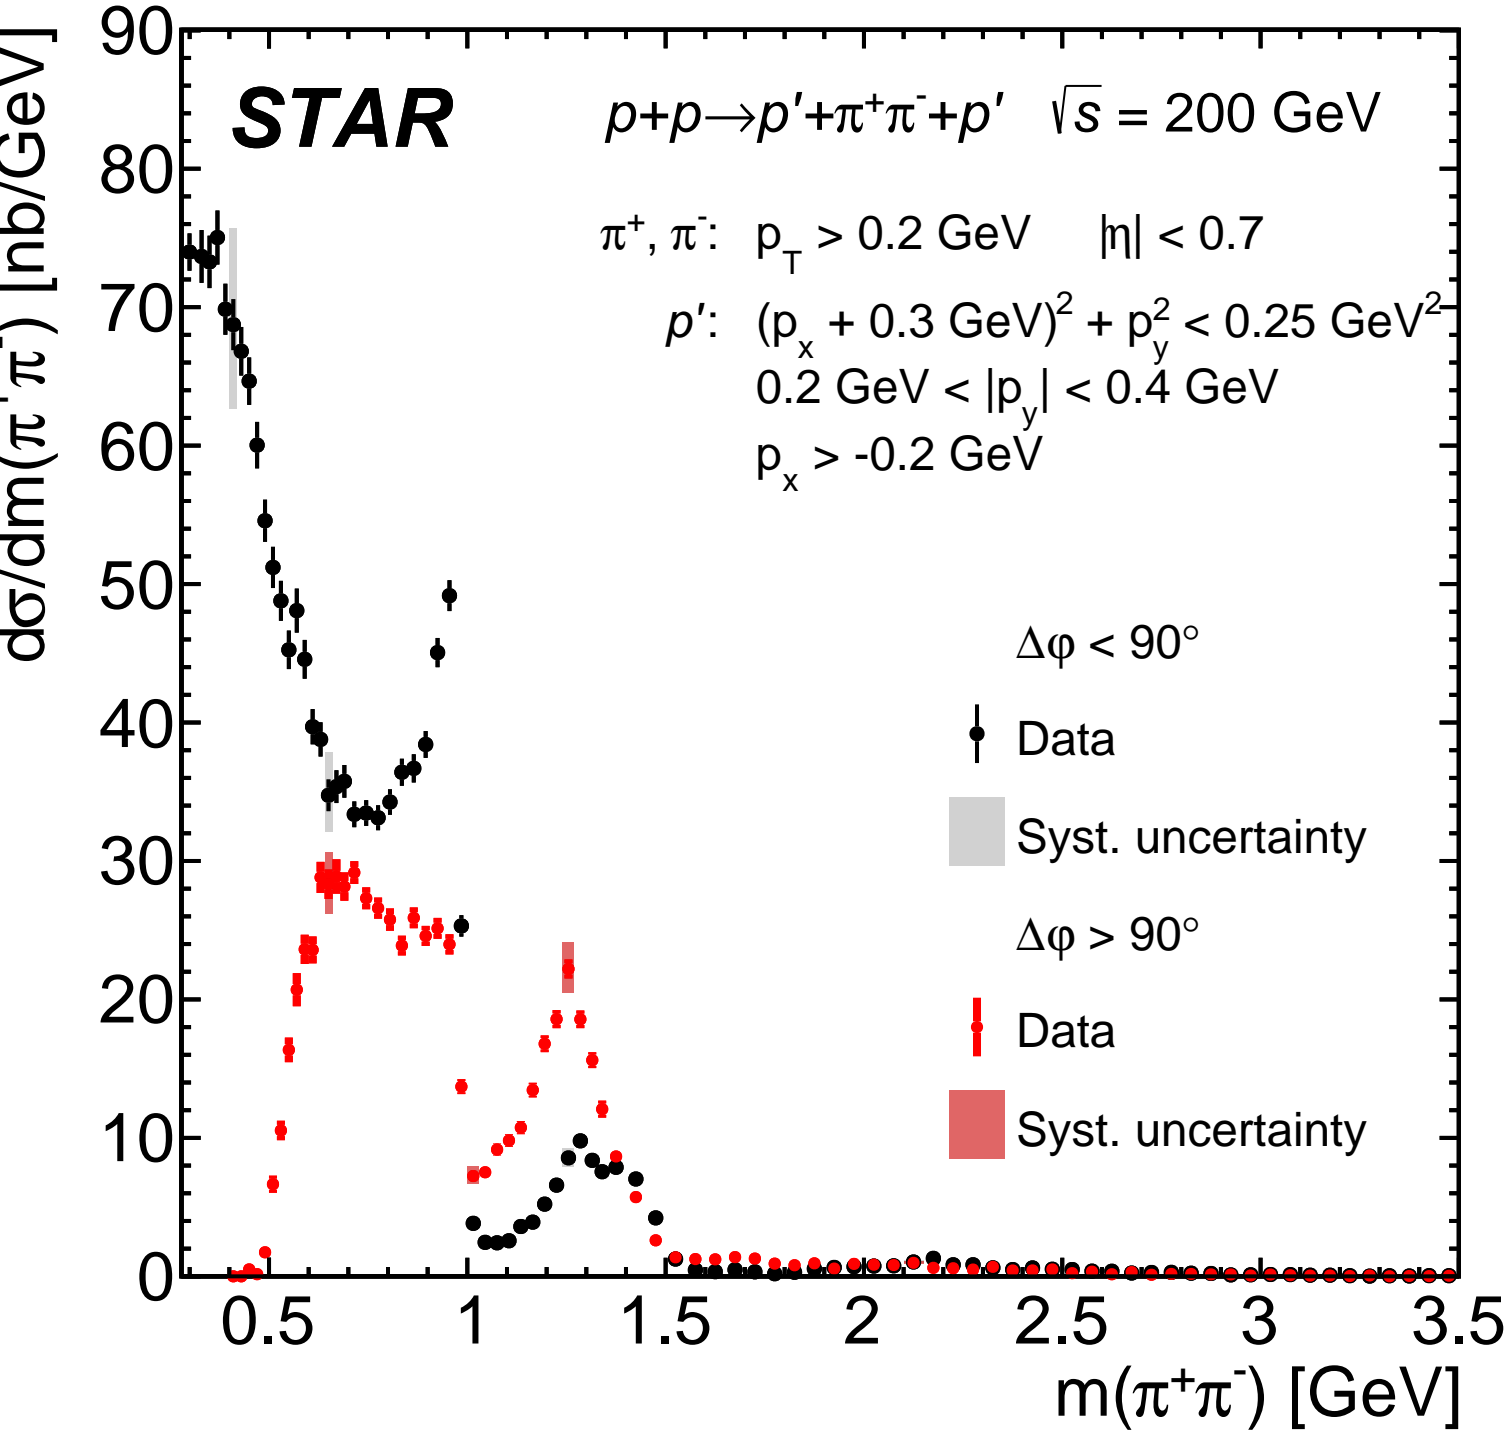 STAR
p+p→p′+π⁺π⁻+p′ √s = 200 GeV
π⁺, π⁻: p_T > 0.2 GeV |η| < 0.7
p′: (p_x + 0.3 GeV)² + p_y² < 0.25 GeV²
0.2 GeV < |p_y| < 0.4 GeV
p_x > -0.2 GeV
Δφ < 90°
Data
Syst. uncertainty
Δφ > 90°
Data
Syst. uncertainty
dσ/dm(π⁺π⁻) [nb/GeV]
90
80
70
60
50
40
30
20
10
0
0.5 1 1.5 2 2.5 3 3.5
m(π⁺π⁻) [GeV]